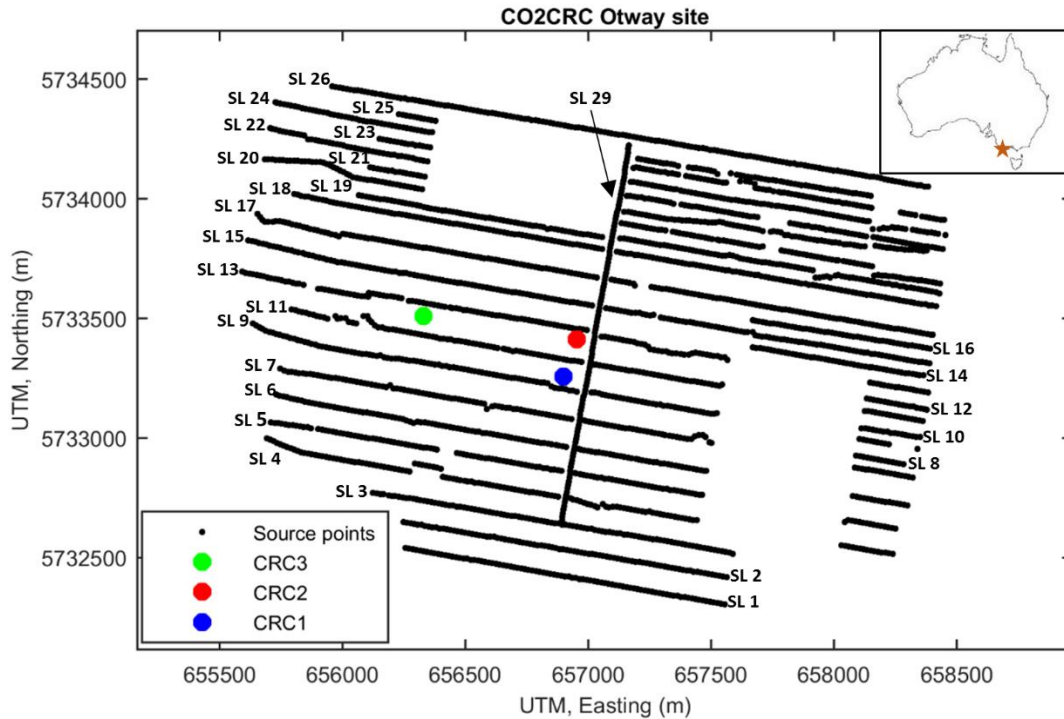 CO2CRC Otway site
UTM, Northing (m)
5734500
5734000
5733500
5733000
5732500
SL 26
SL 24
SL 25
SL 22
SL 23
SL 20
SL 21
SL 18
SL 19
SL 17
SL 15
SL 13
SL 11
SL 9
SL 7
SL 6
SL 5
SL 4
SL 3
SL 29
SL 16
SL 14
SL 12
SL 10
SL 8
SL 2
SL 1
Source points
CRC3
CRC2
CRC1
655500 656000 656500 657000 657500 658000 658500
UTM, Easting (m)